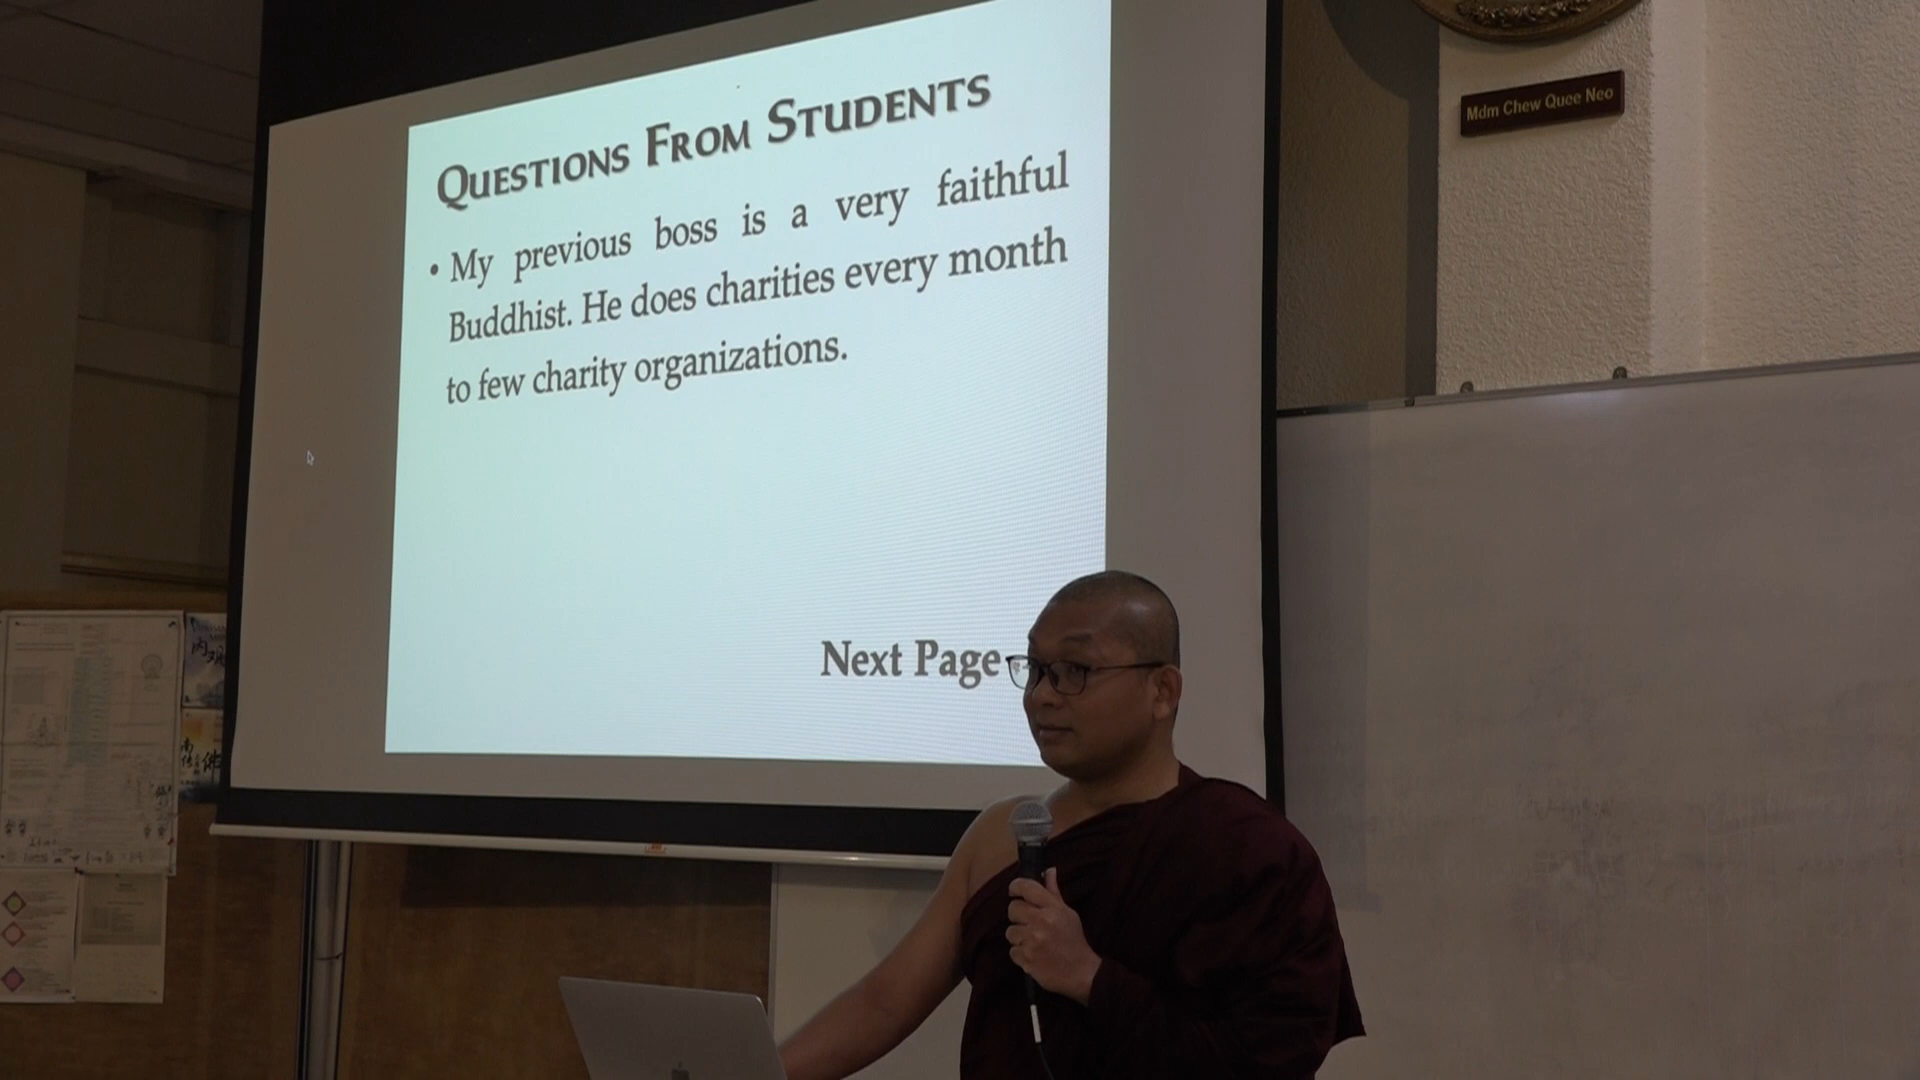 Questions From Students
• My previous boss is a very faithful
Buddhist. He does charities every month
to few charity organizations.
Next Page
Mdm Chew Quee Neo